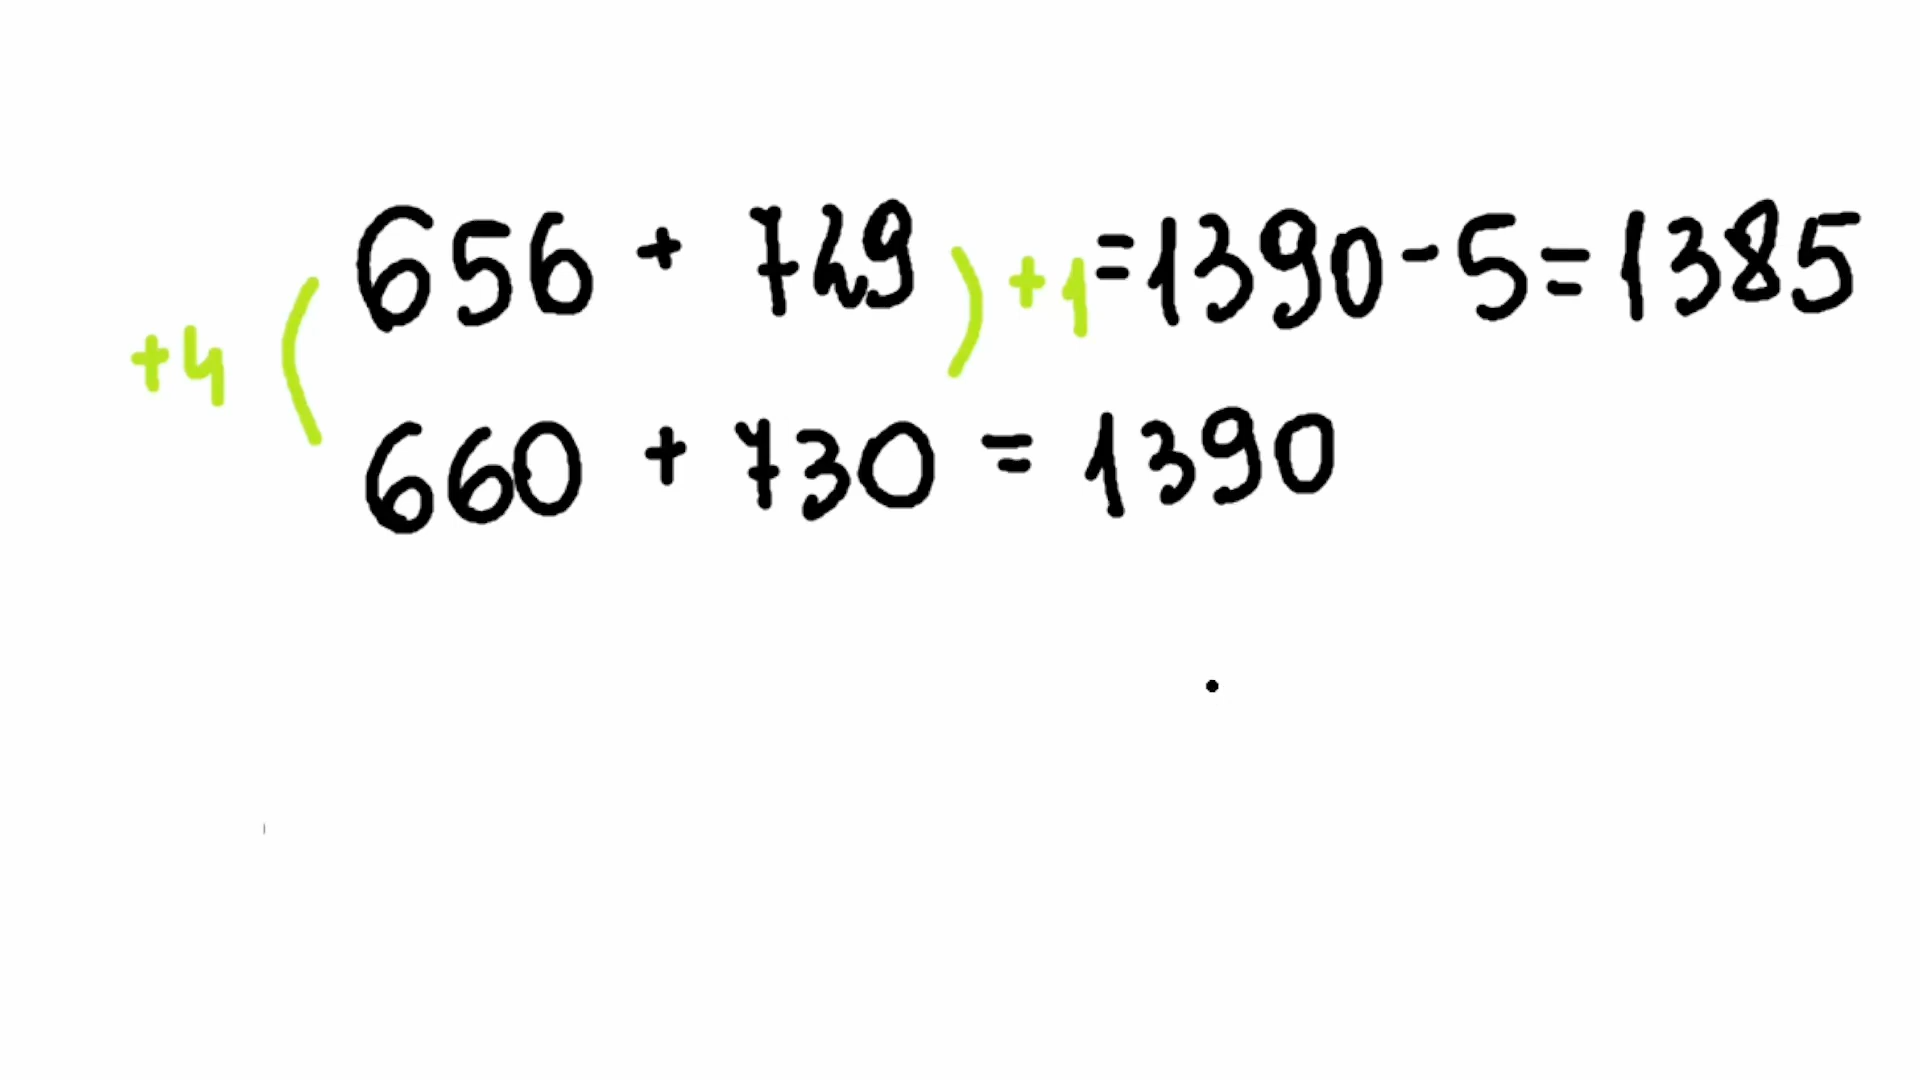 656 + 729 +1 = 1390 - 5 = 1385
+4
660 + 730 = 1390